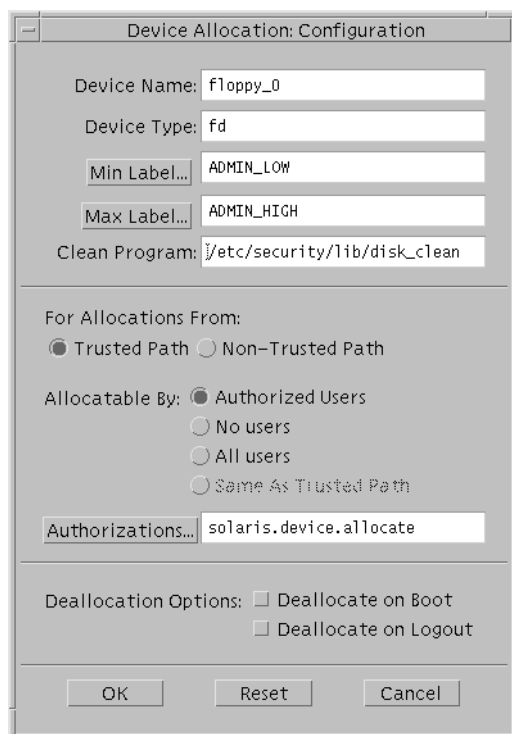 Device Allocation: Configuration
Device Name: floppy_0
Device Type: fd
Min Label... ADMIN_LOW
Max Label... ADMIN_HIGH
Clean Program: /etc/security/lib/disk_clean
For Allocations From:
Trusted Path Non-Trusted Path
Allocatable By: Authorized Users
No users
All users
Same As Trusted Path
Authorizations... solaris.device.allocate
Deallocation Options: Deallocate on Boot
Deallocate on Logout
OK Reset Cancel